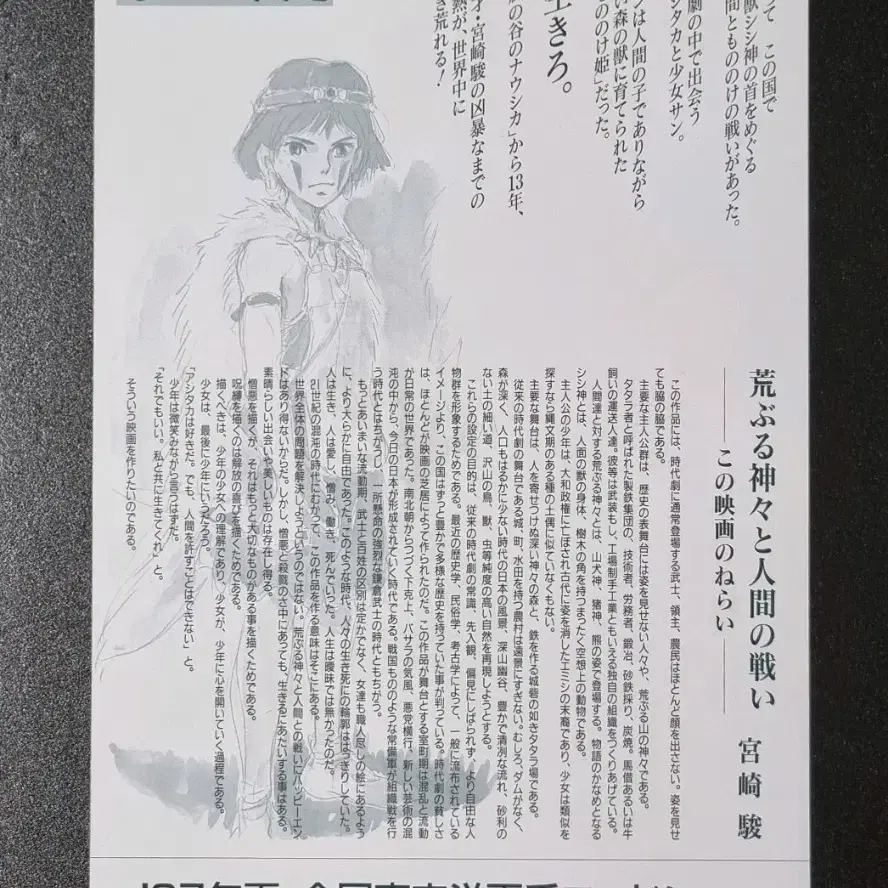 って　この国で
獣シシ神の首をめぐる
間ともののけの戦いがあった。
劇の中で出会う
シタカと少女サン。
ンは人間の子でありながら
い森の獣に育てられた
ののけ姫」だった。
生きろ。
の谷のナウシカ」から13年、
才・宮崎駿の凶暴なまでの
熱が、世界中に
き荒れる！
荒ぶる神々と人間の戦い
――この映画のねらい――
宮崎 駿
この作品には、時代劇に通常登場する武士、領主、農民はほとんど顔を出さない。姿を見せ
ても脇の脇である。
主要な主人公群は、歴史の表舞台には姿を見せない人々や、荒ぶる山の神々である。
タタラ者と呼ばれた製鉄集団の、技術者、労務者、鍛冶、砂鉄採り、炭焼。馬借あるいは牛
飼いの運送人達。彼等は武装もし、工場制手工業ともいえる独自の組織をつくりあげている。
人間達と対する荒ぶる神々とは、山犬神、猪神、熊の姿で登場する。物語のかなめとなる
シシ神とは、人面の獣の身体、樹木の角を持つまったく空想上の動物である。
主人公の少年は、大和政権に亡ぼされ古代に姿を消したエミシの末裔であり、少女は類似を
探すなら縄文期のある種の土偶に似ていなくもない。
主要な舞台は、人を寄せつけぬ深い神々の森と、鉄を作る城砦の如きタタラ場である。
従来の時代劇の舞台である城、町、水田を持つ農村は遠景にすぎない。むしろ、ダムがなく、
森が深く、人口もはるかに少ない時代の日本の風景、深山幽谷、豊かで清冽な流れ、砂利の
ない土の細い道、沢山の鳥、獣、虫等純度の高い自然を再現しようとする。
これらの設定の目的は、従来の時代劇の常識、先入観、偏見にしばられず、より自由な人
物群を形象するためである。最近の歴史学、民俗学、考古学によって、一般に流布されている
イメージより、この国はずっと豊かで多様な歴史を持っていた事が判っている。時代劇の貧しさ
は、ほとんどが映画の芝居によって作られたのだ。この作品が舞台とする室町期は、混乱と流動
が日常の世界であった。南北朝からつづく下克上、バサラの気風、悪党横行、新しい芸術の混
沌の中から、今日の日本が形成されていく時代である。戦国もののような常備軍が組織戦を行
う時代とはちがうし、一所懸命の強烈な鎌倉武士の時代ともちがう。
もっとあいまいな流動期、武士と百姓の区別は定かでなく、女達も職人尽しの絵にあるよう
に、より大らかに自由であった。このような時代、人々の生き死にの輪郭ははっきりしていた。
人は生き、人は愛し、憎み、働き、死んでいった。人生は曖昧では無かったのだ。
21世紀の混沌の時代にむかって、この作品を作る意味はそこにある。
世界全体の問題を解決しようというのではない。荒ぶる神々と人間との戦いにハッピーエン
ドはあり得ないからだ。しかし、憎悪と殺戮のさ中にあっても、生きるにあたいする事はある。
素晴らしい出会いや美しいものは存在し得る。
憎悪を描くが、それはもっと大切なものがある事を描くためである。
呪縛を描くのは解放の喜びを描くためである。
描くべきは、少年の少女への理解であり、少女が、少年に心を開いていく過程である。
少女は、最後に少年にいうだろう。
「アシタカは好きだ。でも、人間を許すことはできない」と。
少年は微笑みながら言うはずだ。
「それでもいい。私と共に生きてくれ」と。
そういう映画を作りたいのである。